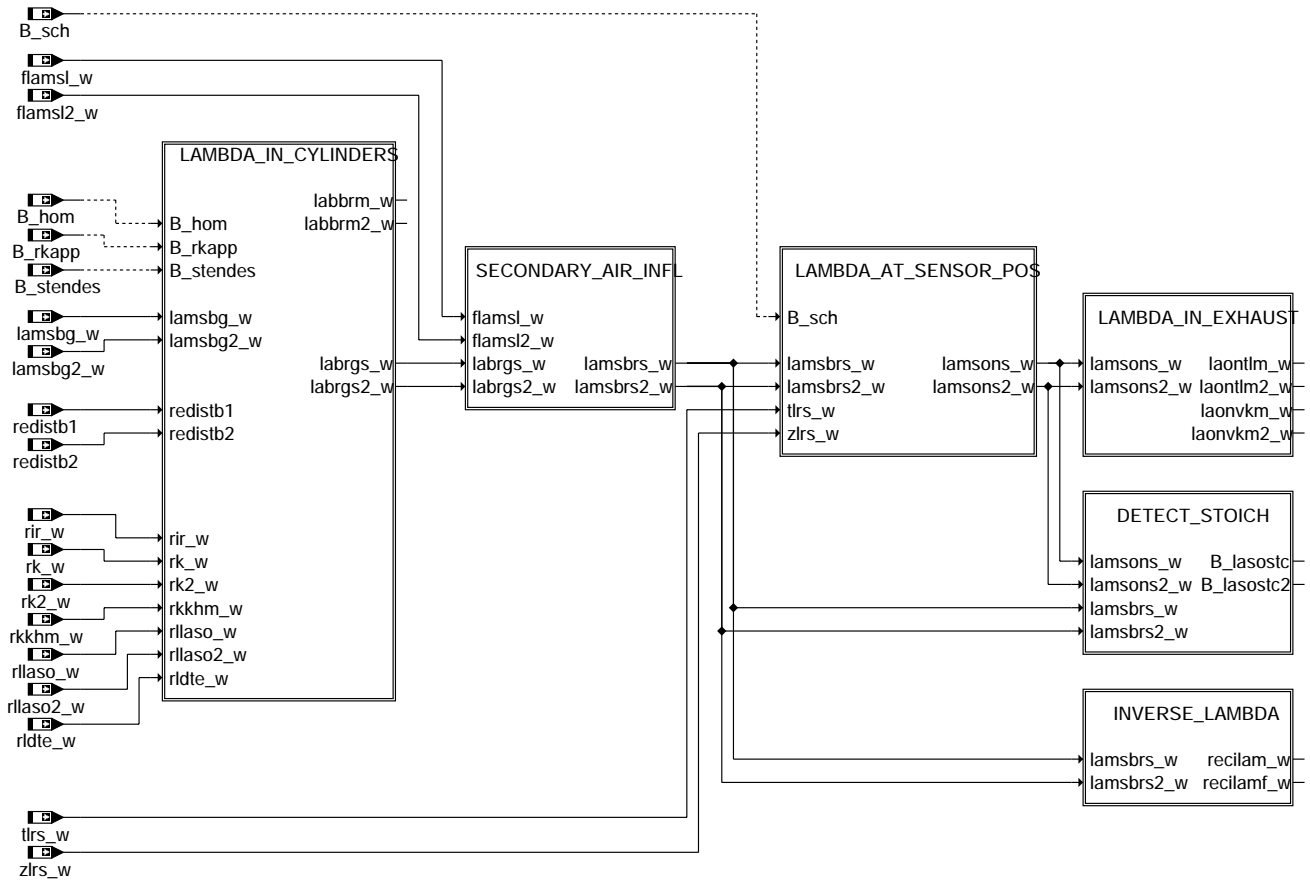 B_sch
flamsl_w
flamsl2_w
B_hom
B_rkapp
B_stendes
lamsbg_w
lamsbg2_w
redistb1
redistb2
rir_w
rk_w
rk2_w
rkkhm_w
rllaso_w
rllaso2_w
rldte_w
tlrs_w
zlrs_w
LAMBDA_IN_CYLINDERS
labbrm_w
labbrm2_w
B_hom
B_rkapp
B_stendes
lamsbg_w
lamsbg2_w
labrgs_w
labrgs2_w
redistb1
redistb2
rir_w
rk_w
rk2_w
rkkhm_w
rllaso_w
rllaso2_w
rldte_w
SECONDARY_AIR_INFL
flamsl_w
flamsl2_w
labrgs_w lamsbrs_w
labrgs2_w lamsbrs2_w
LAMBDA_AT_SENSOR_POS
B_sch
lamsbrs_w lamsons_w
lamsbrs2_w lamsons2_w
tlrs_w
zlrs_w
LAMBDA_IN_EXHAUST
lamsons_w laontlm_w
lamsons2_w laontlm2_w
laonvkm_w
laonvkm2_w
DETECT_STOICH
lamsons_w B_lasostc
lamsons2_w B_lasostc2
lamsbrs_w
lamsbrs2_w
INVERSE_LAMBDA
lamsbrs_w recilam_w
lamsbrs2_w recilamf_w